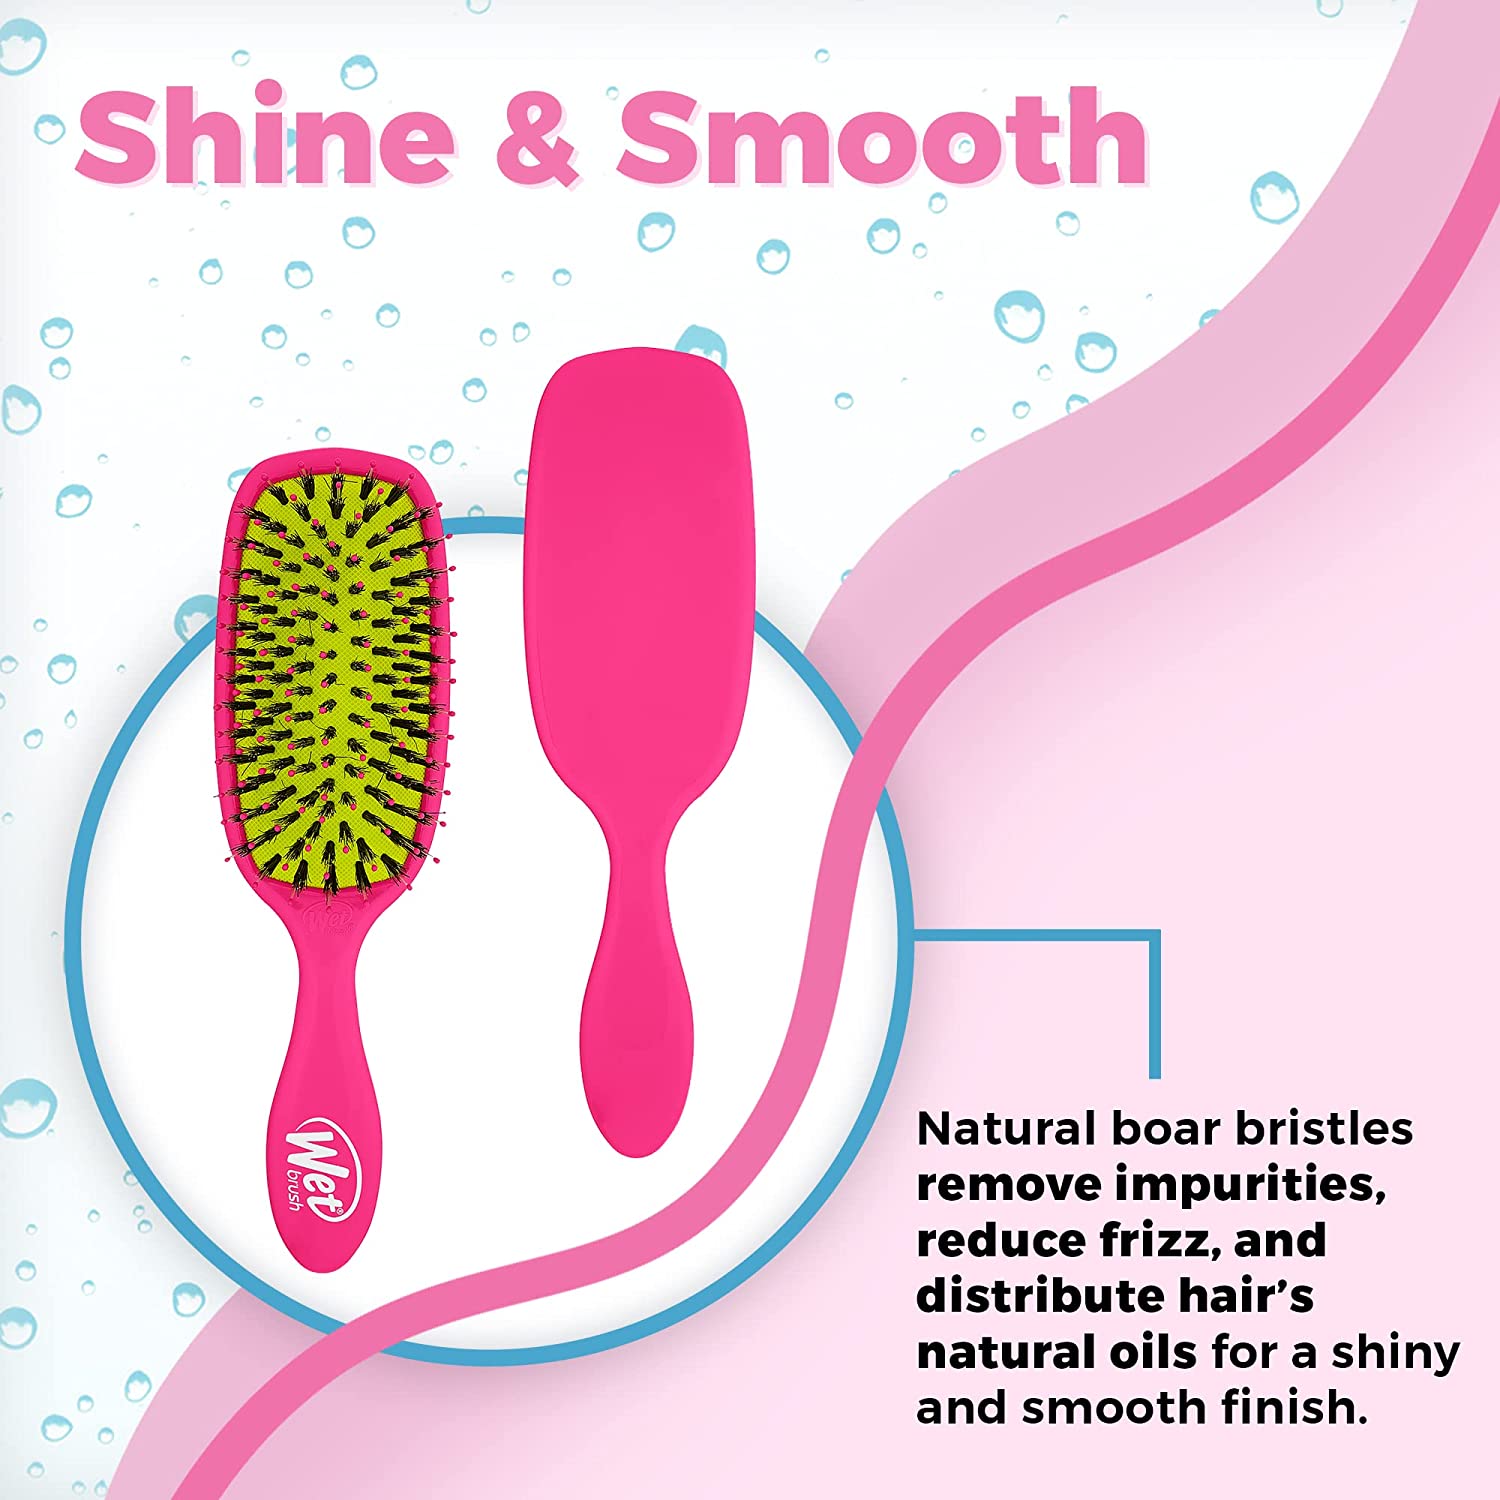 Shine & Smooth
Wet
Wet®
brush
Natural boar bristles
remove impurities,
reduce frizz, and
distribute hair’s
natural oils for a shiny
and smooth finish.